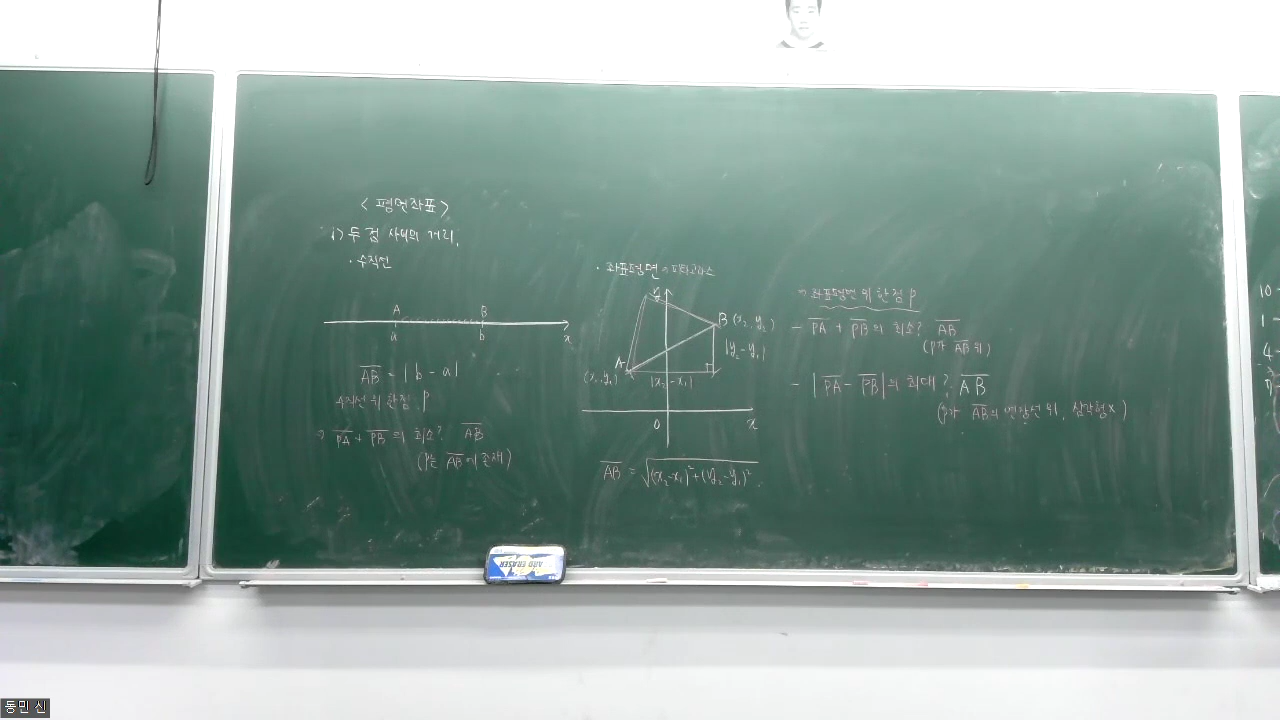 < 평면좌표 >
1> 두 점 사이의 거리.
· 수직선
A B
a b x
AB = | b - a |
수직선 위 한점 P
⇒ PA + PB 의 최소? AB
(P는 AB에 존재)
· 좌표평면 ⇒ 피타고라스
y
B (x₂, y₂)
|y₂-y₁|
A
(x₁, y₁)
|x₂-x₁|
O x
AB = √(x₂-x₁)²+(y₂-y₁)²
⇒ 좌표평면 위 한점 P
- PA + PB 의 최소? AB
(P가 AB 위)
- | PA - PB | 의 최대? AB
(P가 AB의 연장선 위, 삼각형 x)
10
1
4
ARD ERASER
동민 신